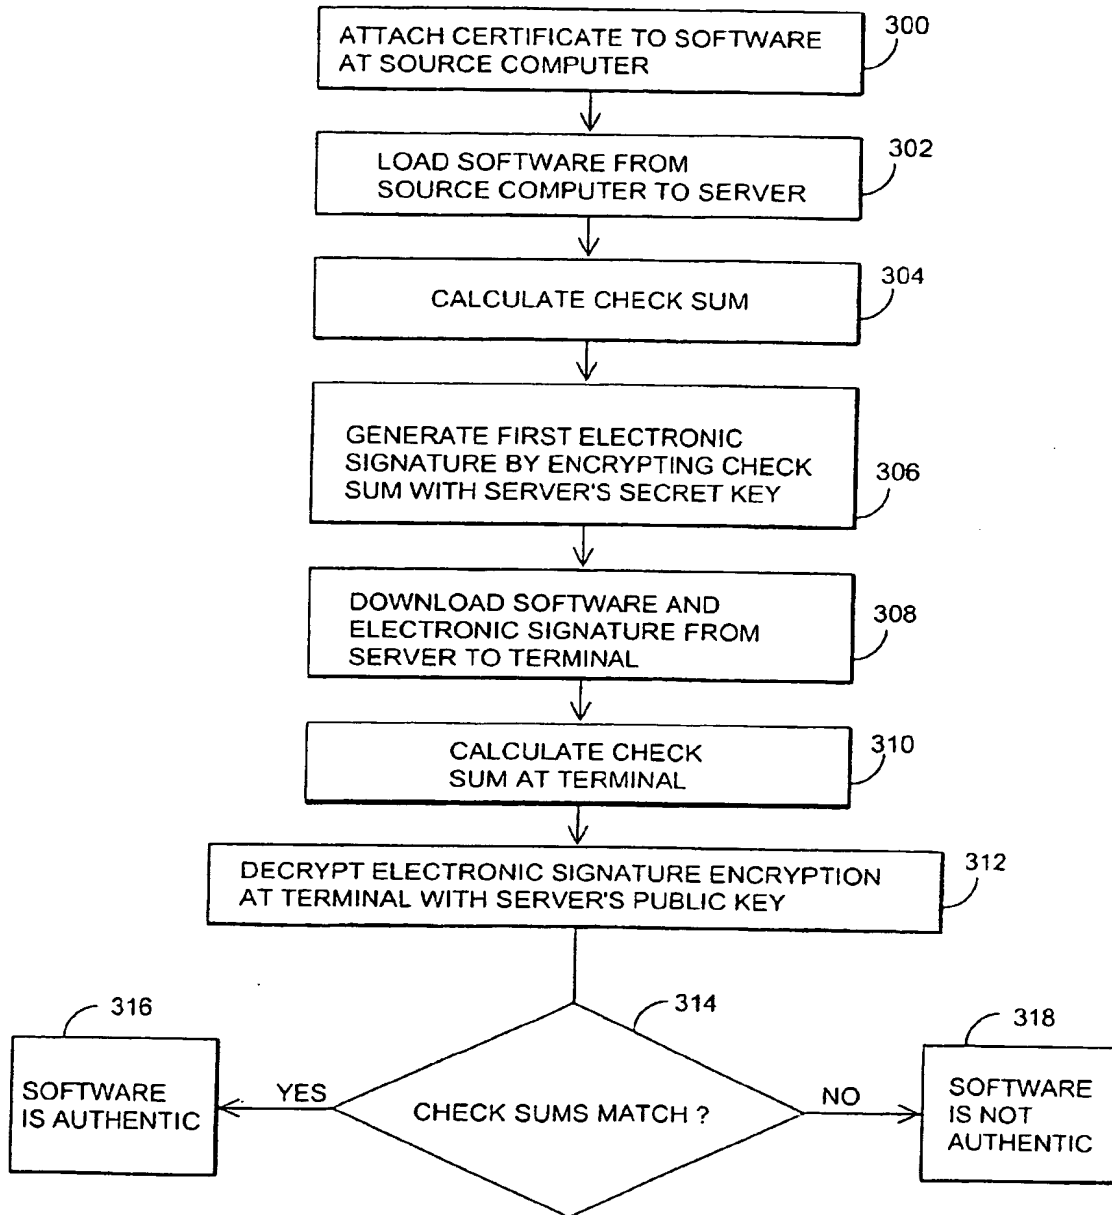 ATTACH CERTIFICATE TO SOFTWARE
AT SOURCE COMPUTER
300
LOAD SOFTWARE FROM
SOURCE COMPUTER TO SERVER
302
CALCULATE CHECK SUM
304
GENERATE FIRST ELECTRONIC
SIGNATURE BY ENCRYPTING CHECK
SUM WITH SERVER'S SECRET KEY
306
DOWNLOAD SOFTWARE AND
ELECTRONIC SIGNATURE FROM
SERVER TO TERMINAL
308
CALCULATE CHECK
SUM AT TERMINAL
310
DECRYPT ELECTRONIC SIGNATURE ENCRYPTION
AT TERMINAL WITH SERVER'S PUBLIC KEY
312
314
CHECK SUMS MATCH ?
YES
316
SOFTWARE
IS AUTHENTIC
NO
318
SOFTWARE
IS NOT
AUTHENTIC